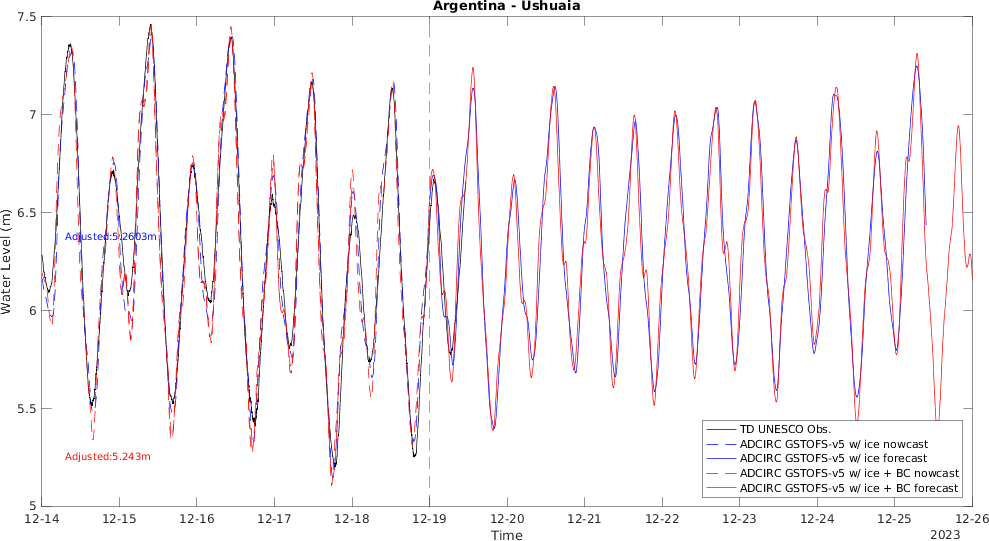 Argentina - Ushuaia
7.5
7
6.5
6
5.5
5
Water Level (m)
Adjusted:5.2603m
Adjusted:5.243m
TD UNESCO Obs.
ADCIRC GSTOFS-v5 w/ ice nowcast
ADCIRC GSTOFS-v5 w/ ice forecast
ADCIRC GSTOFS-v5 w/ ice + BC nowcast
ADCIRC GSTOFS-v5 w/ ice + BC forecast
12-14 12-15 12-16 12-17 12-18 12-19 12-20 12-21 12-22 12-23 12-24 12-25 12-26
Time
2023